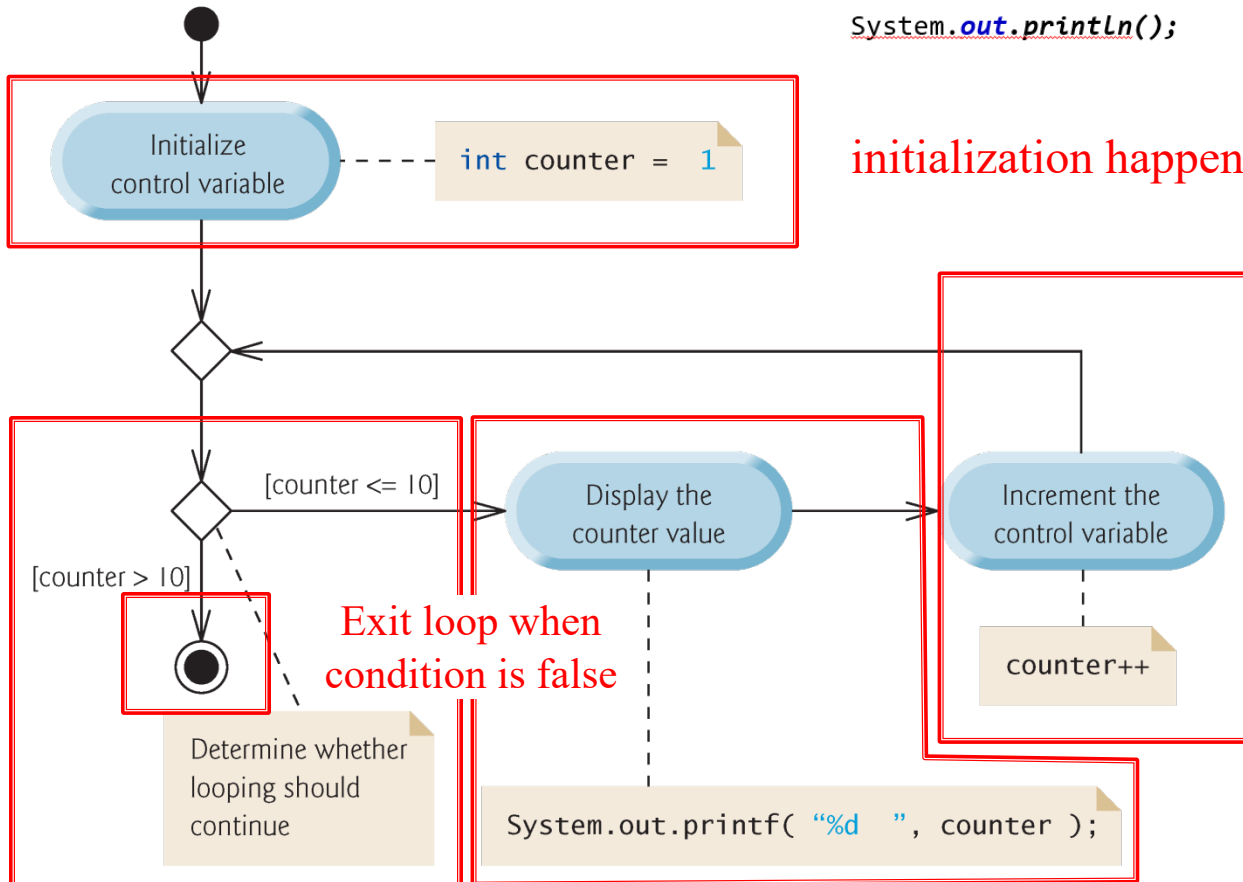 System.out.println();
Initialize
control variable
int counter =  1
initialization happen
[counter <= 10]
Display the
counter value
Increment the
control variable
[counter > 10]
Exit loop when
condition is false
counter++
Determine whether
looping should
continue
System.out.printf( “%d  ”, counter );